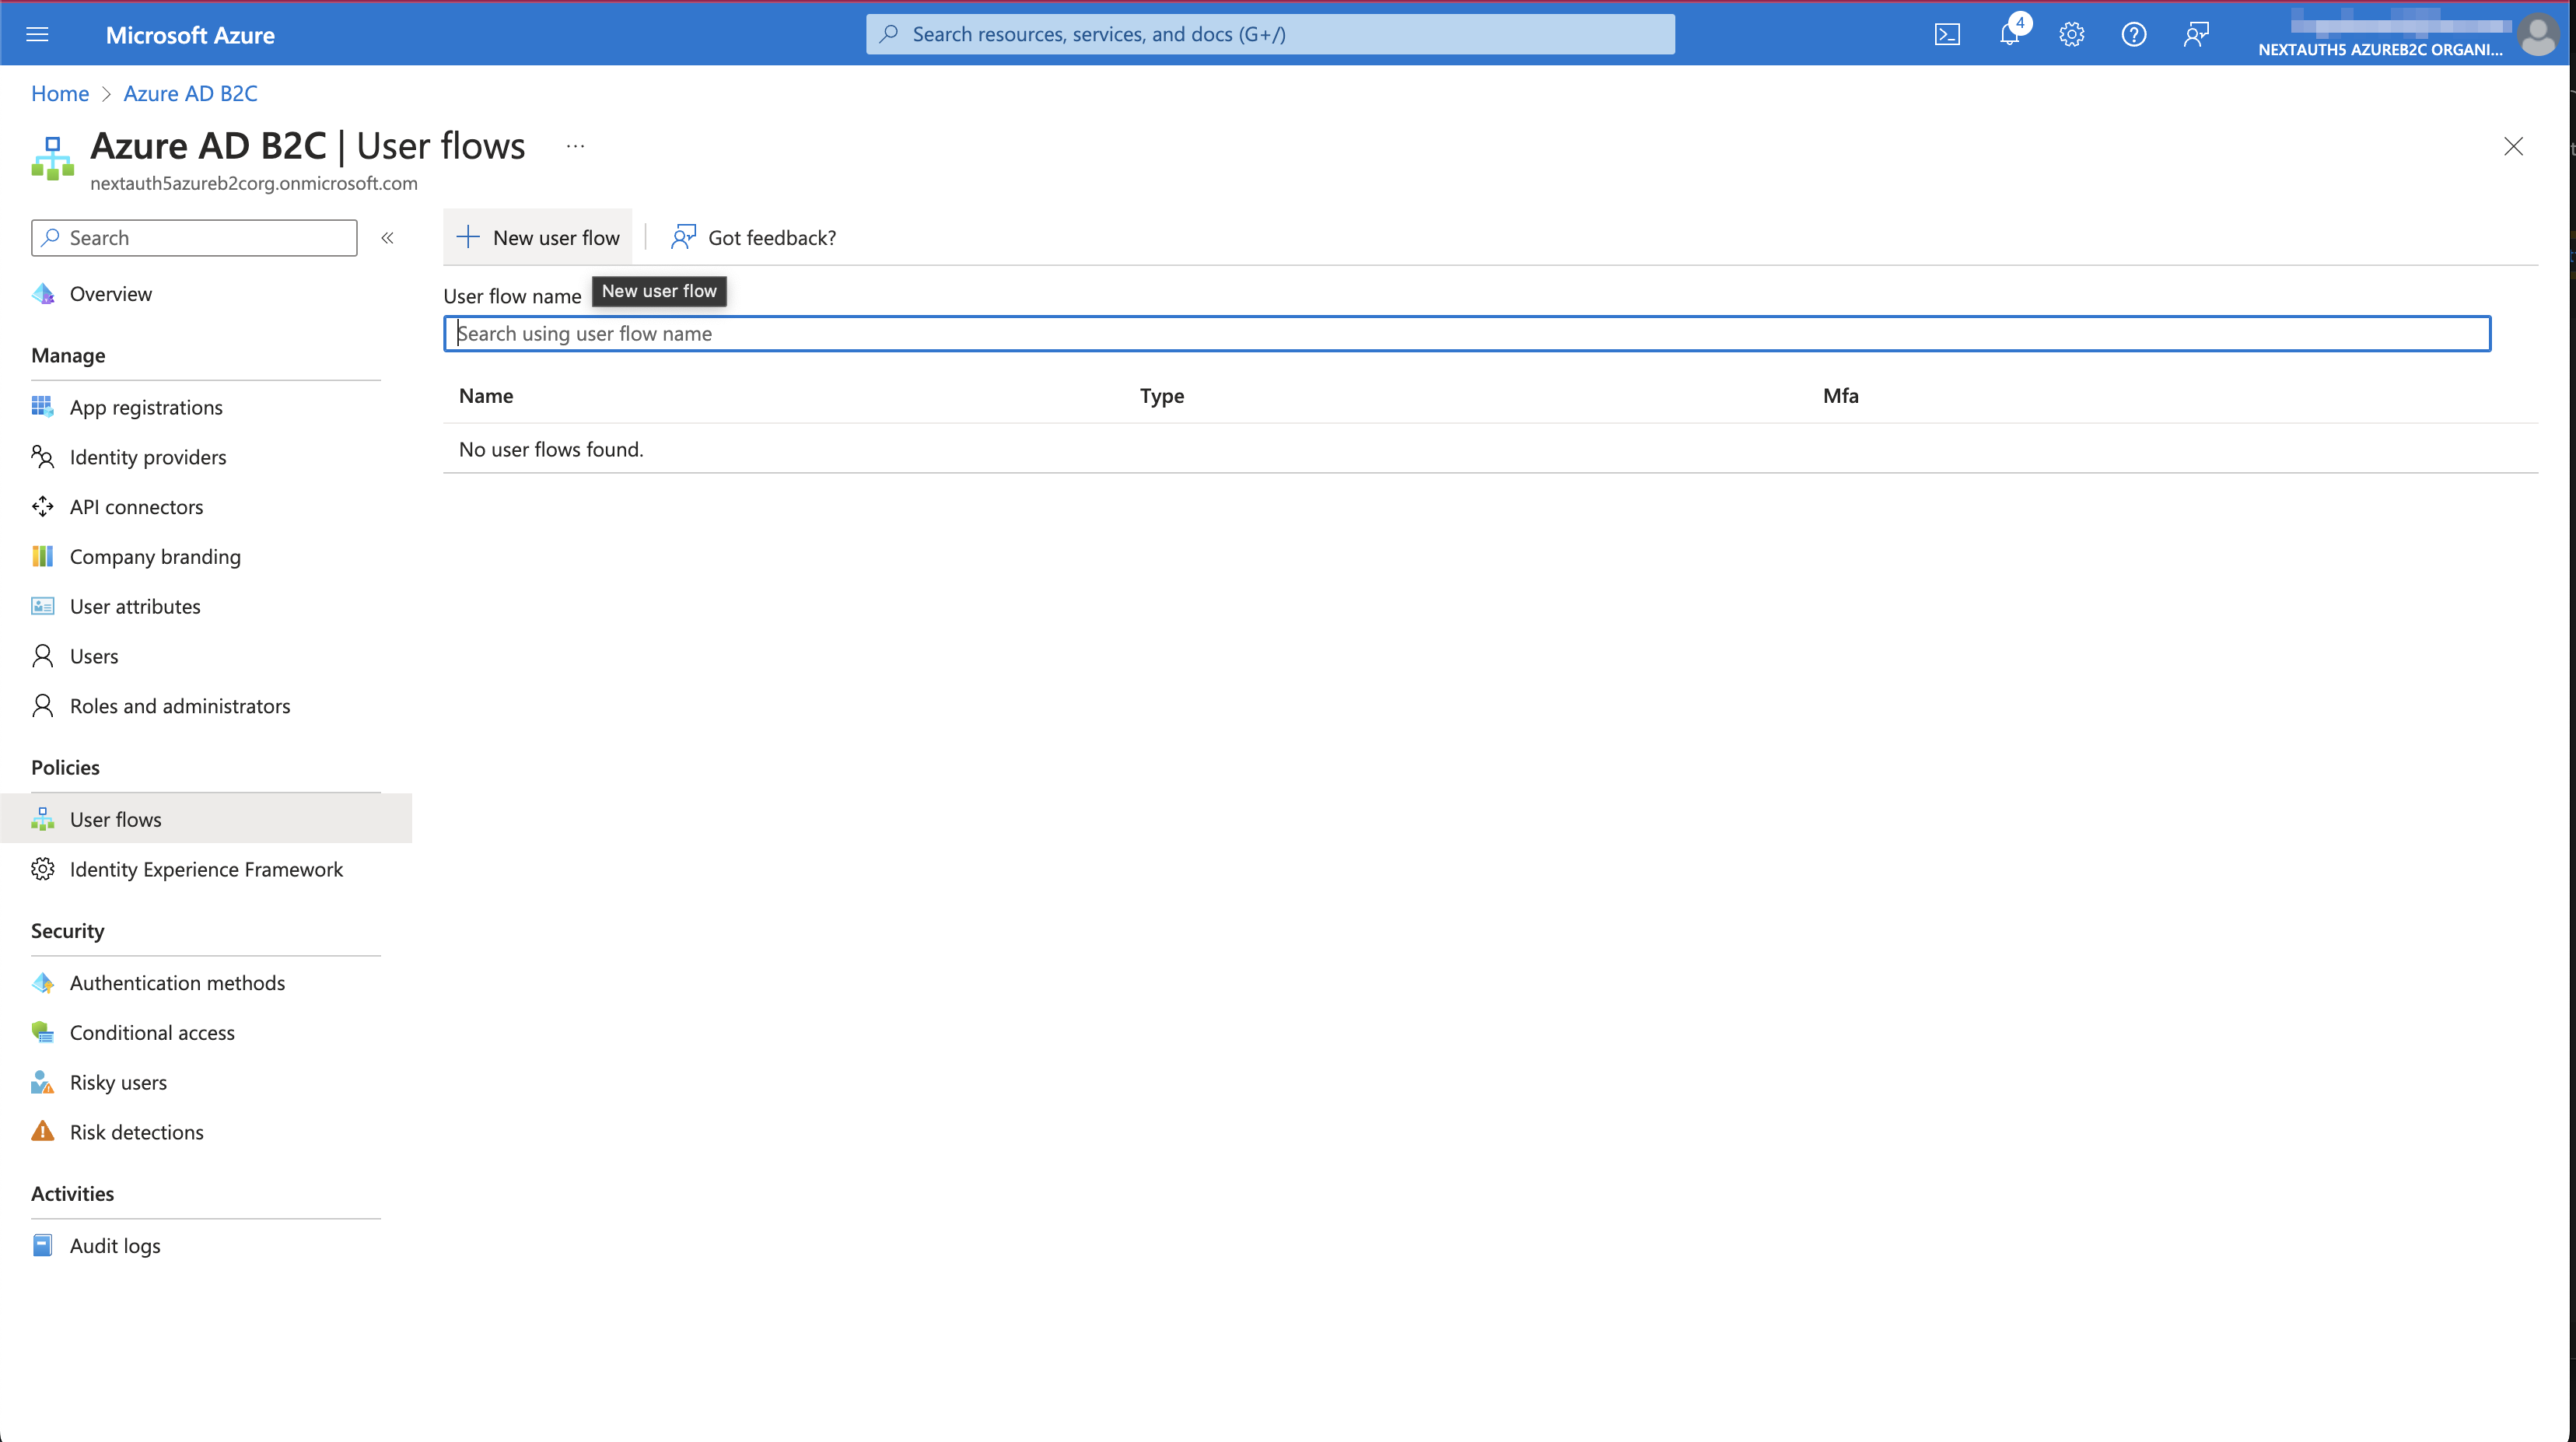 Microsoft Azure
Search resources, services, and docs (G+/)
4
NEXTAUTH5 AZUREB2C ORGANI...
Home > Azure AD B2C
Azure AD B2C | User flows ...
nextauth5azureb2corg.onmicrosoft.com
Search
«
New user flow
Got feedback?
Overview
User flow name
New user flow
Search using user flow name
Manage
Name Type Mfa
No user flows found.
App registrations
Identity providers
API connectors
Company branding
User attributes
Users
Roles and administrators
Policies
User flows
Identity Experience Framework
Security
Authentication methods
Conditional access
Risky users
Risk detections
Activities
Audit logs